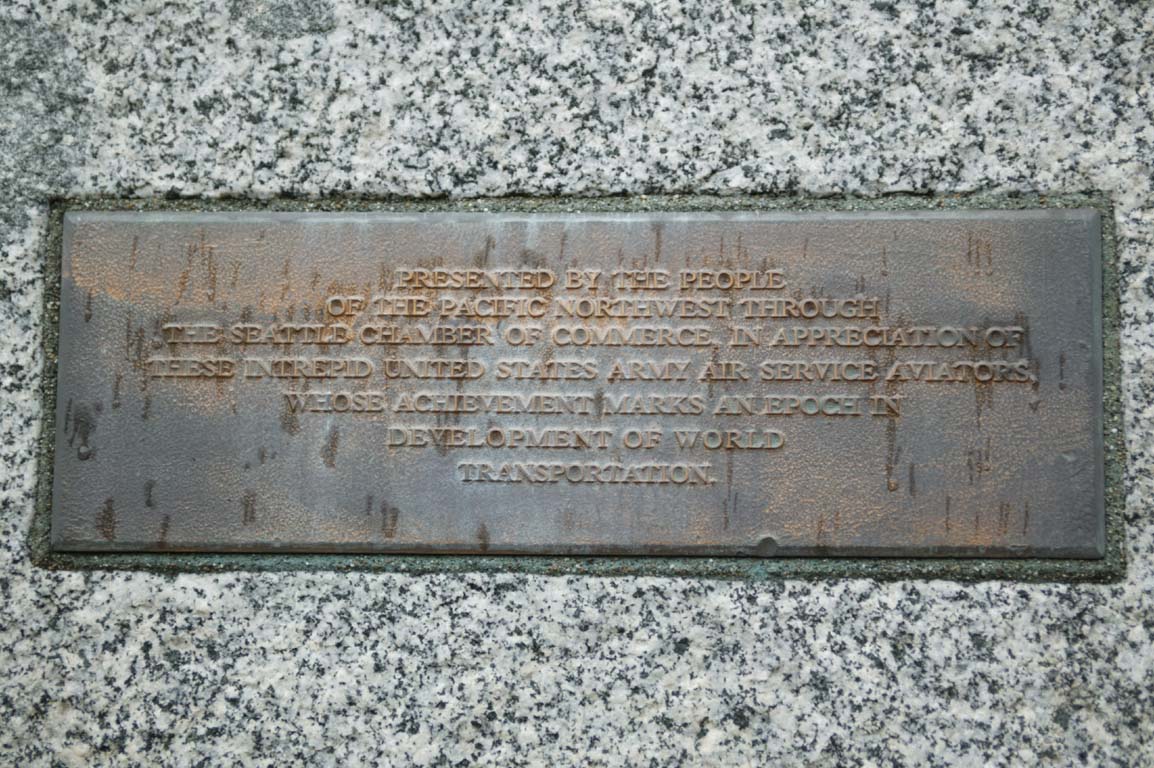 PRESENTED BY THE PEOPLE
OF THE PACIFIC NORTHWEST THROUGH
THE SEATTLE CHAMBER OF COMMERCE, IN APPRECIATION OF
THESE INTREPID UNITED STATES ARMY AIR SERVICE AVIATORS,
WHOSE ACHIEVEMENT MARKS AN EPOCH IN
DEVELOPMENT OF WORLD
TRANSPORTATION.